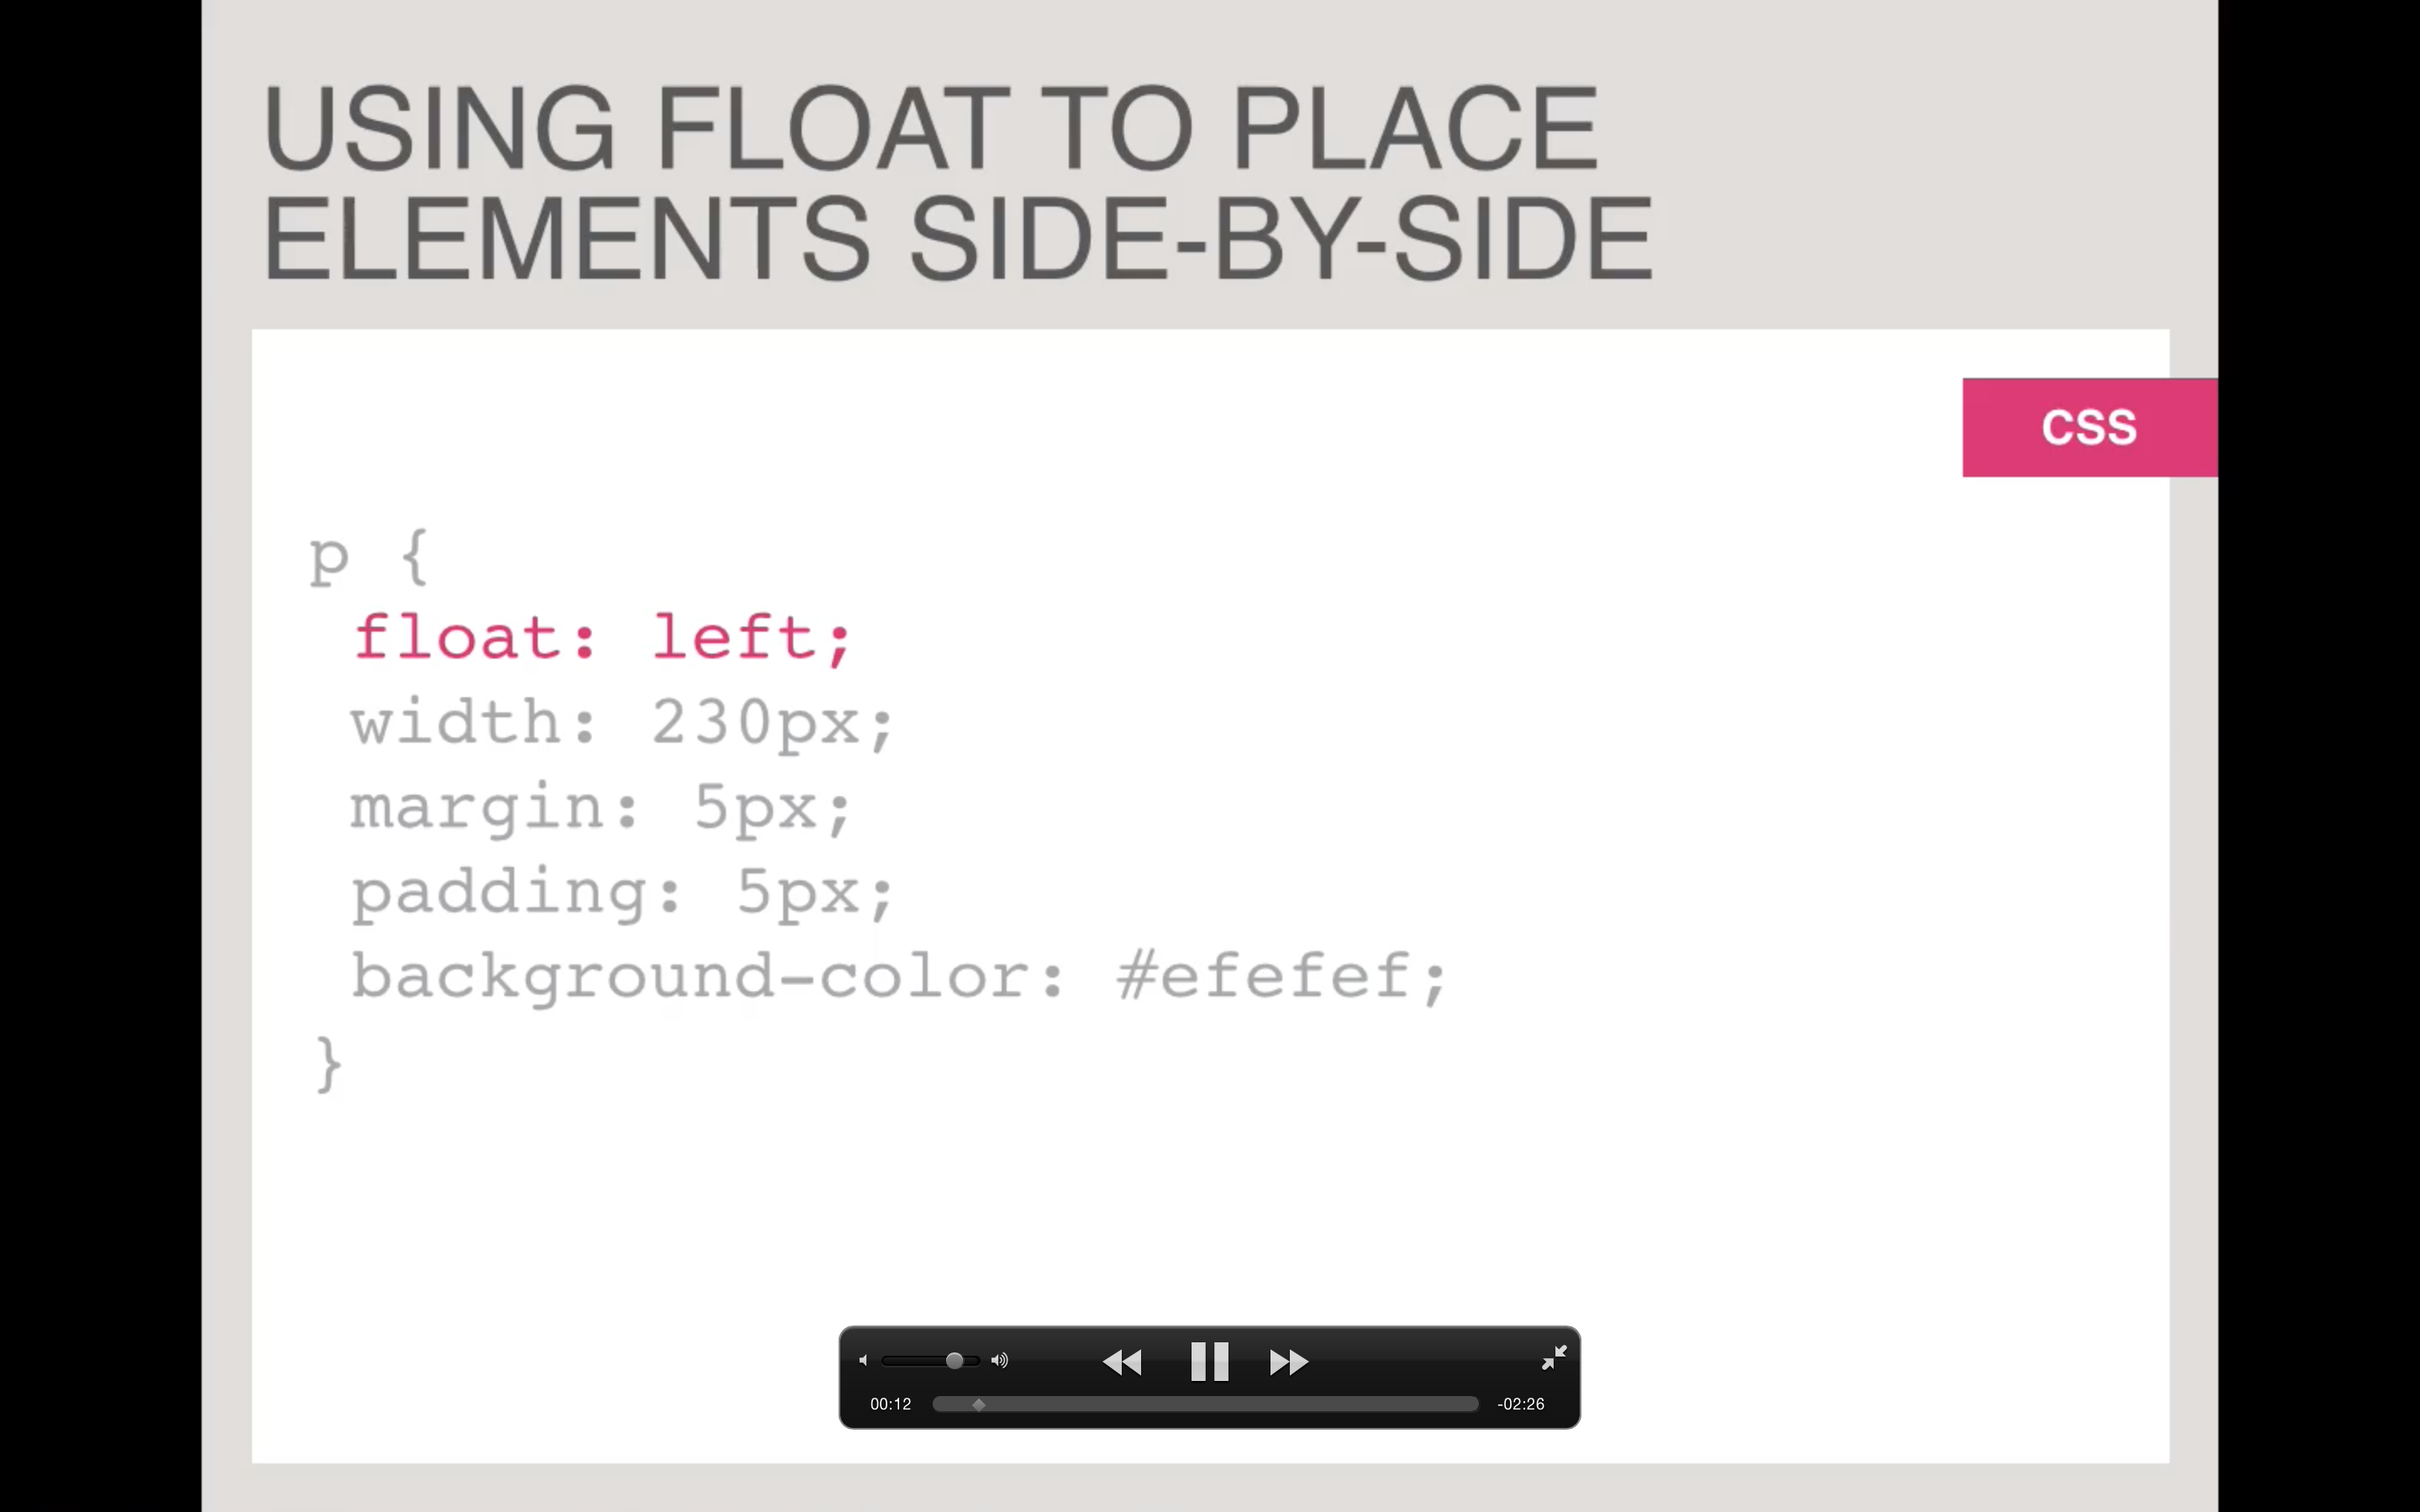 USING FLOAT TO PLACE
ELEMENTS SIDE-BY-SIDE
CSS
p {
float: left;
width: 230px;
margin: 5px;
padding: 5px;
background-color: #efefef;
}
00:12
-02:26